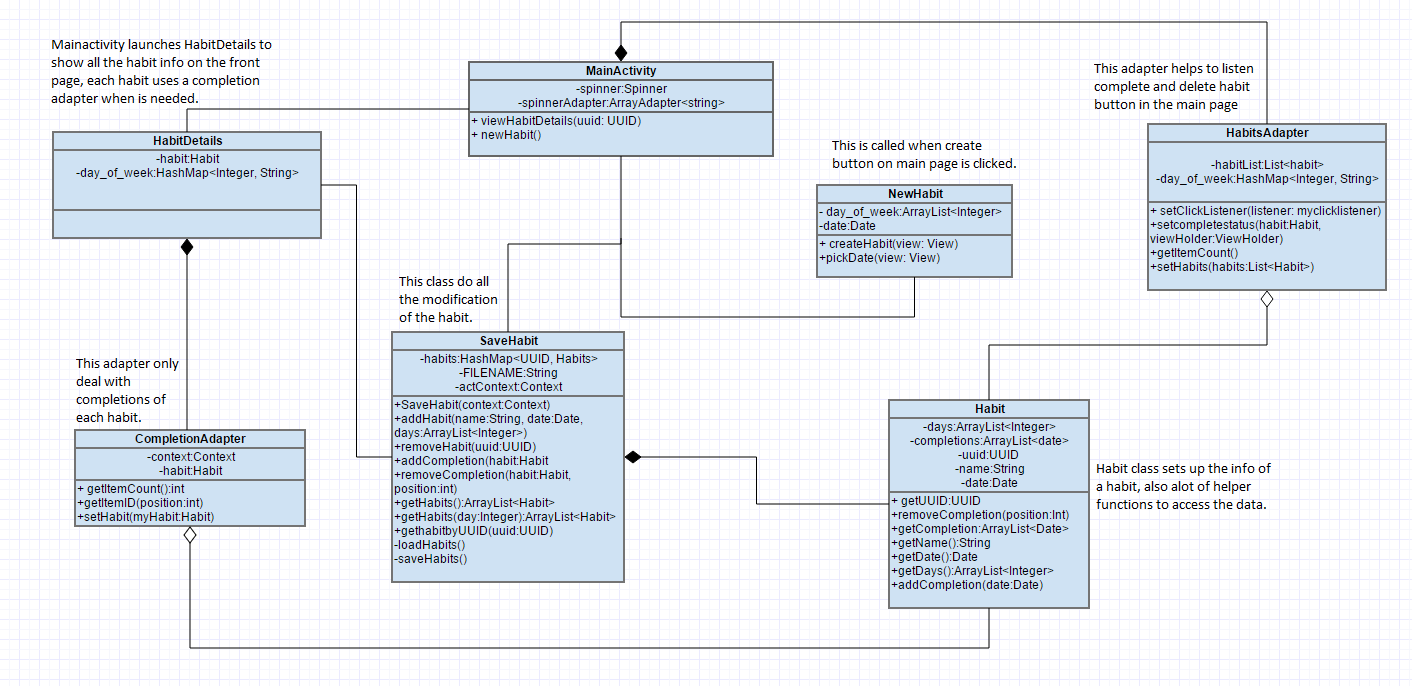 Mainactivity launches HabitDetails to
show all the habit info on the front
page, each habit uses a completion
adapter when is needed.
MainActivity
-spinner:Spinner
-spinnerAdapter:ArrayAdapter<string>
+ viewHabitDetails(uuid: UUID)
+ newHabit()
This adapter helps to listen
complete and delete habit
button in the main page
HabitDetails
-habit:Habit
-day_of_week:HashMap<Integer, String>
This is called when create
button on main page is clicked.
NewHabit
- day_of_week:ArrayList<Integer>
-date:Date
+ createHabit(view: View)
+pickDate(view: View)
HabitsAdapter
-habitList:List<habit>
-day_of_week:HashMap<Integer, String>
+ setClickListener(listener: myclicklistener)
+setcompletestatus(habit:Habit,
viewHolder:ViewHolder)
+getItemCount()
+setHabits(habits:List<Habit>)
This class do all
the modification
of the habit.
SaveHabit
-habits:HashMap<UUID, Habits>
-FILENAME:String
-actContext:Context
+SaveHabit(context:Context)
+addHabit(name:String, date:Date,
days:ArrayList<Integer>)
+removeHabit(uuid:UUID)
+addCompletion(habit:Habit
+removeCompletion(habit:Habit,
position:int)
+getHabits():ArrayList<Habit>
+getHabits(day:Integer):ArrayList<Habit>
+gethabitbyUUID(uuid:UUID)
-loadHabits()
-saveHabits()
This adapter only
deal with
completions of
each habit.
CompletionAdapter
-context:Context
-habit:Habit
+ getItemCount():int
+getItemID(position:int)
+setHabit(myHabit:Habit)
Habit
-days:ArrayList<Integer>
-completions:ArrayList<date>
-uuid:UUID
-name:String
-date:Date
+ getUUID:UUID
+removeCompletion(position:Int)
+getCompletion:ArrayList<Date>
+getName():String
+getDate():Date
+getDays():ArrayList<Integer>
+addCompletion(date:Date)
Habit class sets up the info of
a habit, also alot of helper
functions to access the data.